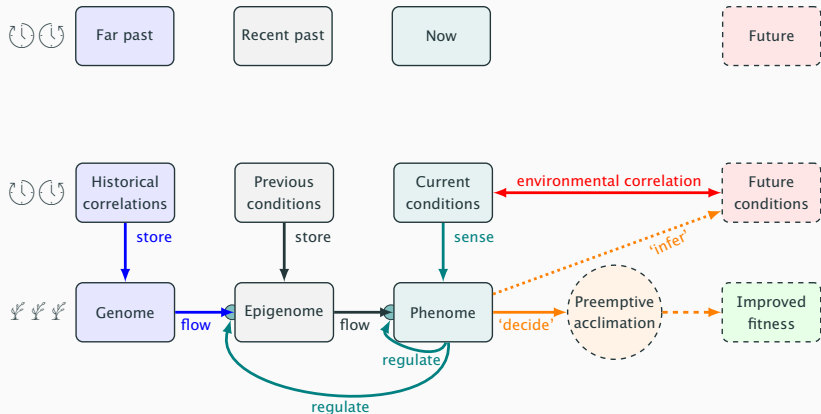 Far past
Recent past
Now
Future
Historical
correlations
Previous
conditions
Current
conditions
environmental correlation
Future
conditions
store
store
sense
'infer'
Genome
flow
Epigenome
flow
Phenome
'decide'
Preemptive
acclimation
Improved
fitness
regulate
regulate